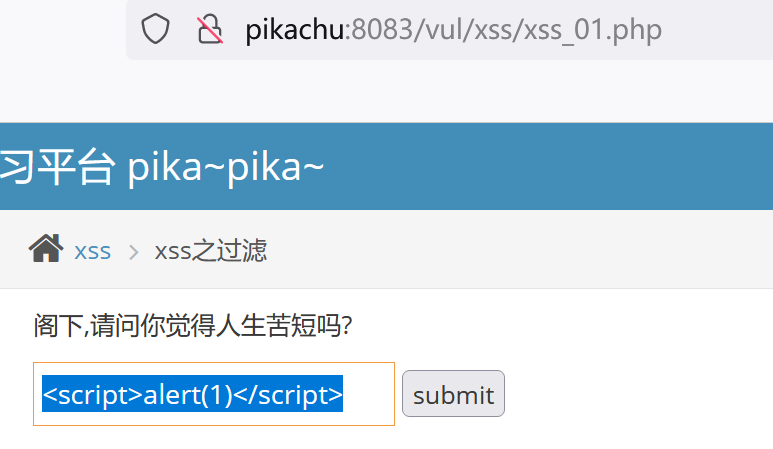 pikachu:8083/vul/xss/xss_01.php
习平台 pika~pika~
xss > xss之过滤
阁下,请问你觉得人生苦短吗?
<script>alert(1)</script> submit